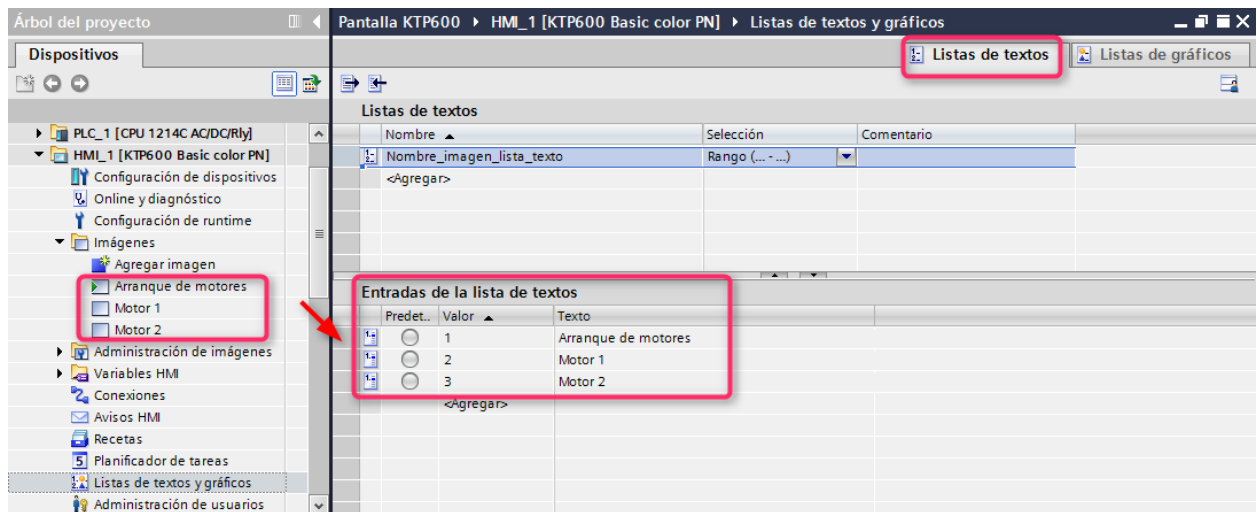 Árbol del proyecto
Pantalla KTP600 ▸ HMI_1 [KTP600 Basic color PN] ▸ Listas de textos y gráficos
Dispositivos
Listas de textos
Listas de gráficos
PLC_1 [CPU 1214C AC/DC/Rly]
HMI_1 [KTP600 Basic color PN]
Configuración de dispositivos
Online y diagnóstico
Configuración de runtime
Imágenes
Agregar imagen
Arranque de motores
Motor 1
Motor 2
Administración de imágenes
Variables HMI
Conexiones
Avisos HMI
Recetas
Planificador de tareas
Listas de textos y gráficos
Administración de usuarios
Listas de textos
Nombre Selección Comentario
Nombre_imagen_lista_texto Rango (... - ...)
<Agregar>
Entradas de la lista de textos
Predet.. Valor Texto
1 Arranque de motores
2 Motor 1
3 Motor 2
<Agregar>